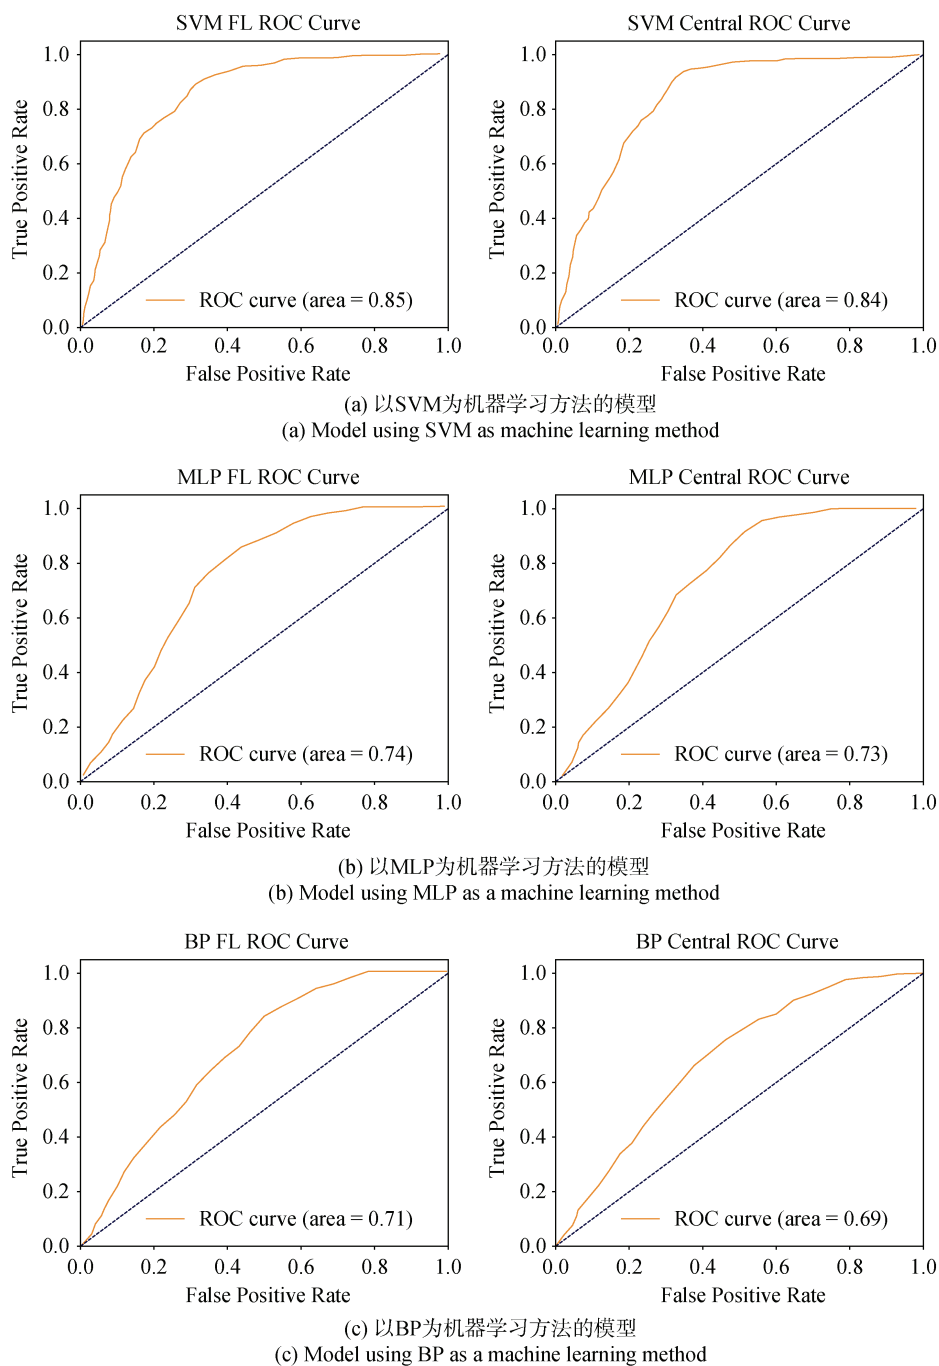 SVM FL ROC Curve
True Positive Rate
1.0
0.8
0.6
0.4
0.2
0.0
ROC curve (area = 0.85)
0.0 0.2 0.4 0.6 0.8 1.0
False Positive Rate
SVM Central ROC Curve
True Positive Rate
1.0
0.8
0.6
0.4
0.2
0.0
ROC curve (area = 0.84)
0.0 0.2 0.4 0.6 0.8 1.0
False Positive Rate
(a) 以SVM为机器学习方法的模型
(a) Model using SVM as machine learning method
MLP FL ROC Curve
True Positive Rate
1.0
0.8
0.6
0.4
0.2
0.0
ROC curve (area = 0.74)
0.0 0.2 0.4 0.6 0.8 1.0
False Positive Rate
MLP Central ROC Curve
True Positive Rate
1.0
0.8
0.6
0.4
0.2
0.0
ROC curve (area = 0.73)
0.0 0.2 0.4 0.6 0.8 1.0
False Positive Rate
(b) 以MLP为机器学习方法的模型
(b) Model using MLP as a machine learning method
BP FL ROC Curve
True Positive Rate
1.0
0.8
0.6
0.4
0.2
0.0
ROC curve (area = 0.71)
0.0 0.2 0.4 0.6 0.8 1.0
False Positive Rate
BP Central ROC Curve
True Positive Rate
1.0
0.8
0.6
0.4
0.2
0.0
ROC curve (area = 0.69)
0.0 0.2 0.4 0.6 0.8 1.0
False Positive Rate
(c) 以BP为机器学习方法的模型
(c) Model using BP as a machine learning method